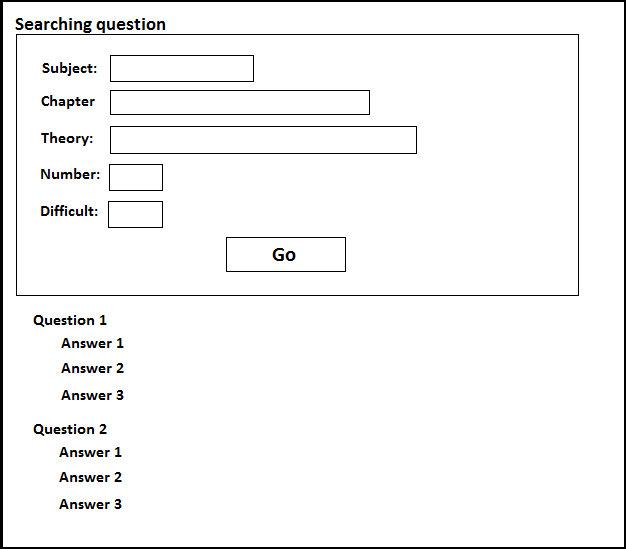 Searching question
Subject:
Chapter
Theory:
Number:
Difficult:
Go
Question 1
Answer 1
Answer 2
Answer 3
Question 2
Answer 1
Answer 2
Answer 3